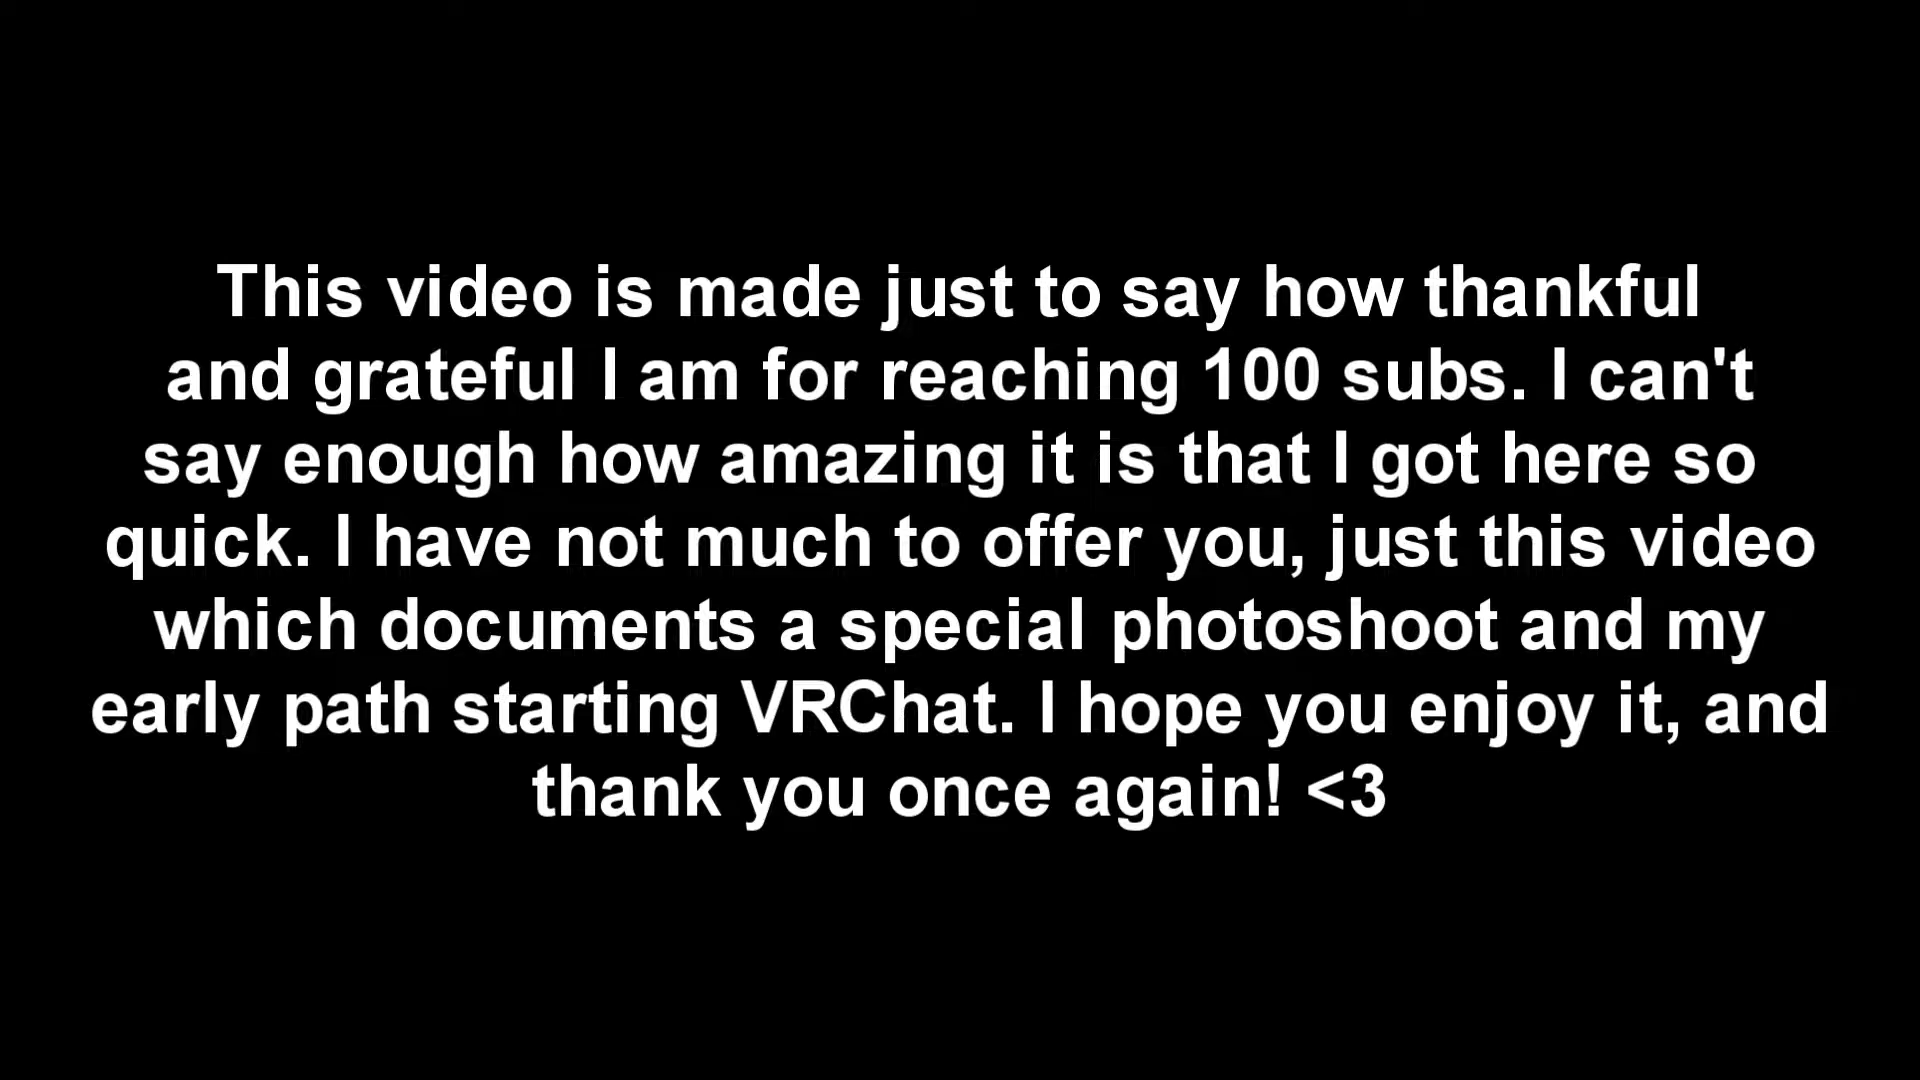 This video is made just to say how thankful
and grateful I am for reaching 100 subs. I can't
say enough how amazing it is that I got here so
quick. I have not much to offer you, just this video
which documents a special photoshoot and my
early path starting VRChat. I hope you enjoy it, and
thank you once again! <3